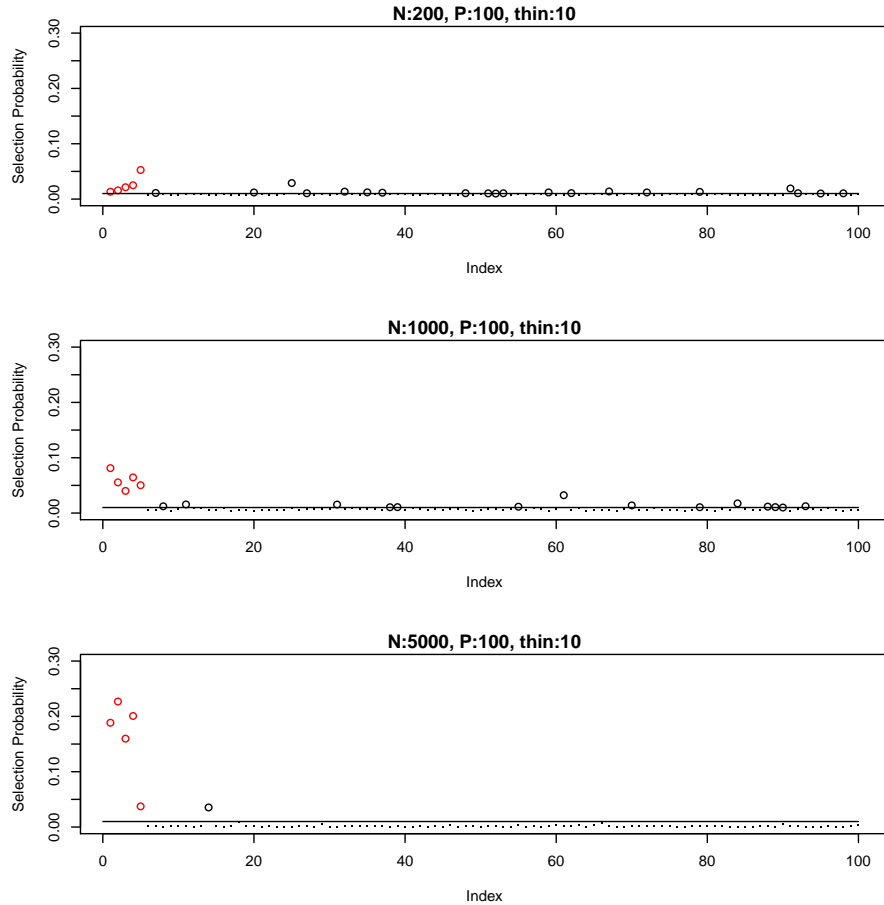 N:200, P:100, thin:10
Selection Probability
0.30
0.20
0.10
0.00
0 20 40 60 80 100
Index
N:1000, P:100, thin:10
Selection Probability
0.30
0.20
0.10
0.00
0 20 40 60 80 100
Index
N:5000, P:100, thin:10
Selection Probability
0.30
0.20
0.10
0.00
0 20 40 60 80 100
Index